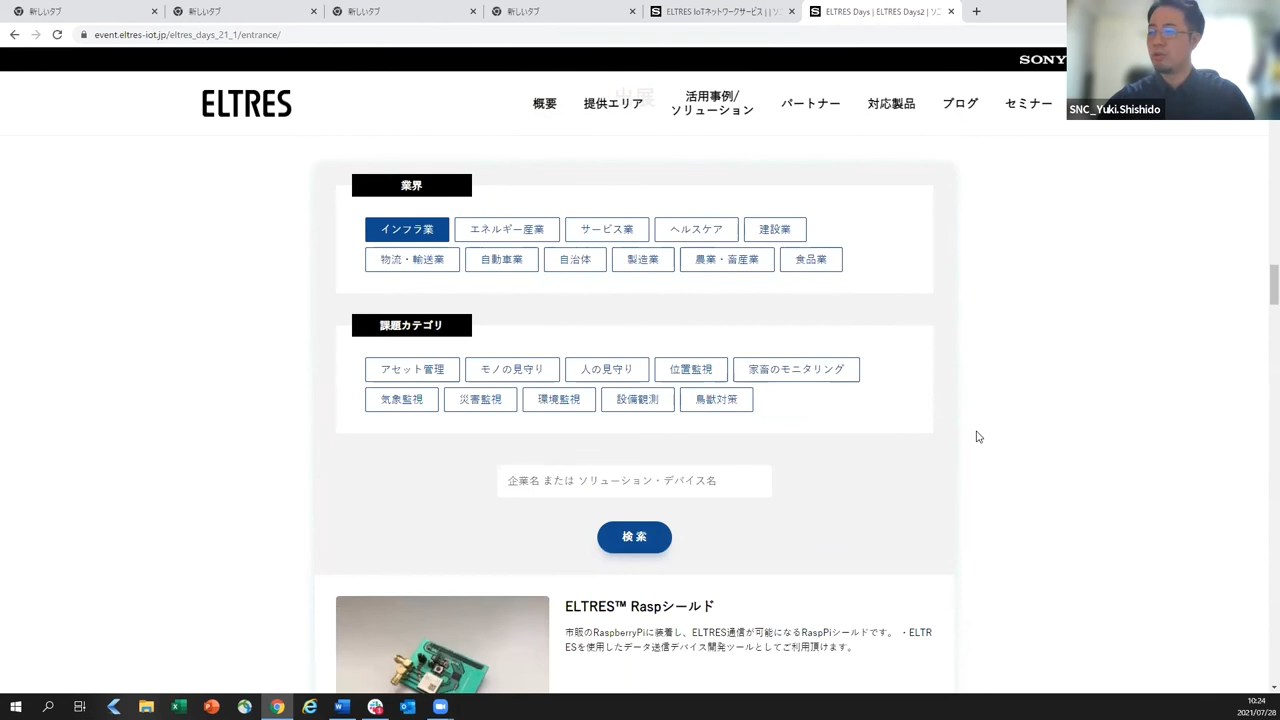 新しいタブ
新しいタブ
新しいタブ
新しいタブ
ELTRES IoTネットワークサービス | | ソニ
ELTRES Days | ELTRES Days2 | ソニ
event.eltres-iot.jp/eltres_days_21_1/entrance/
SONY
SNC_Yuki.Shishido
ELTRES
出展
概要
提供エリア
活用事例/
ソリューション
パートナー
対応製品
ブログ
セミナー
業界
インフラ業
エネルギー産業
サービス業
ヘルスケア
建設業
物流・輸送業
自動車業
自治体
製造業
農業・畜産業
食品業
課題カテゴリ
アセット管理
モノの見守り
人の見守り
位置監視
家畜のモニタリング
気象監視
災害監視
環境監視
設備観測
鳥獣対策
企業名 または ソリューション・デバイス名
検 索
ELTRES™ Raspシールド
市販のRaspberryPiに装着し、ELTRES通信が可能になるRaspPiシールドです。 ・ELTR
ESを使用したデータ送信デバイス開発ツールとしてご利用頂けます。
10:24
2021/07/28